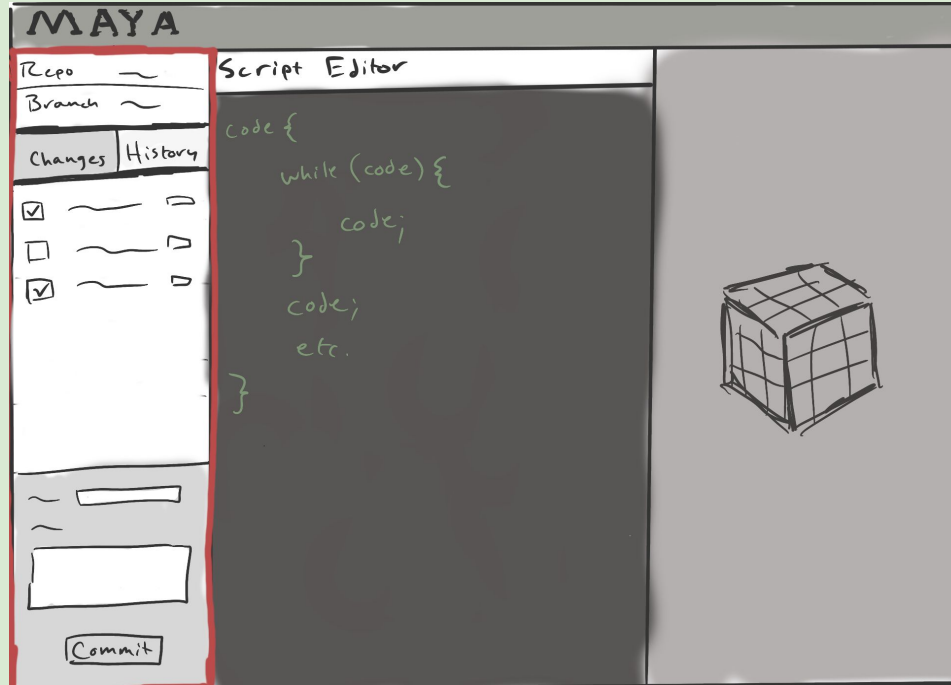 MAYA
Repo
Branch
Changes History
Commit
Script Editor
code {
while (code) {
code;
}
code;
etc.
}